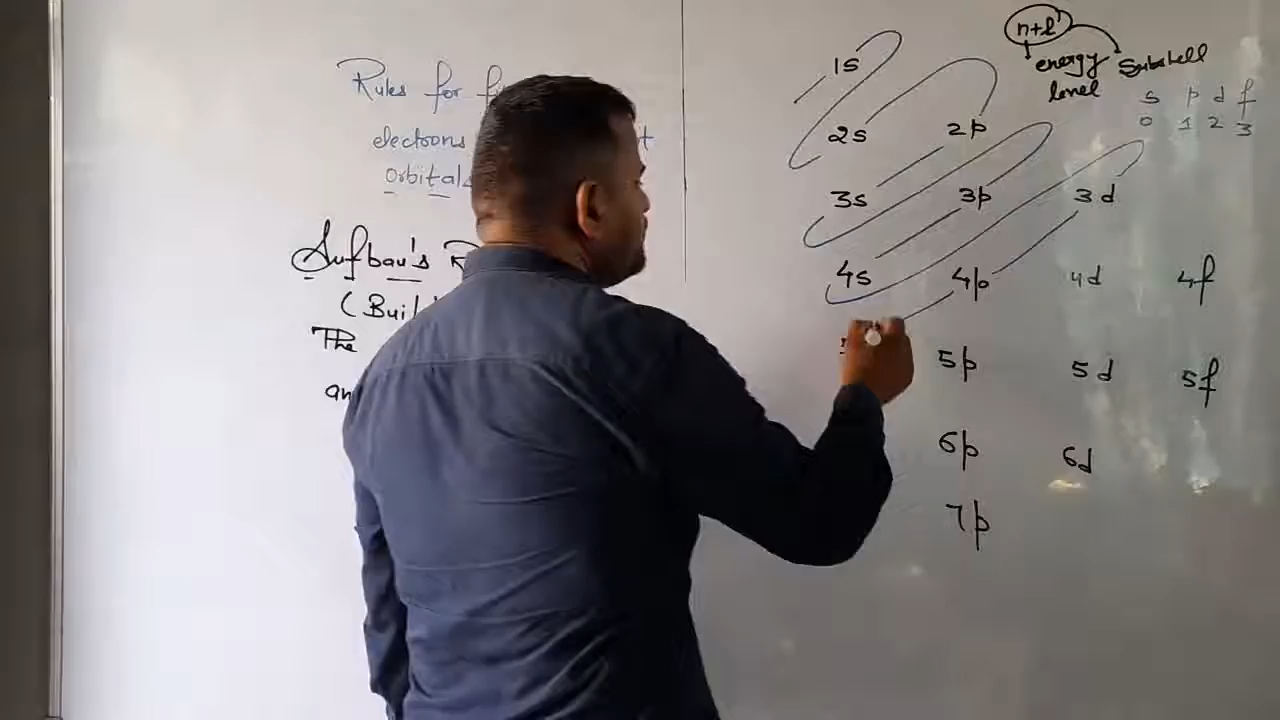 Rules for
electrons
orbitals
Aufbau's
(Buil
The
an
n+l
energy level
Subshell
s p d f
0 1 2 3
1s
2s 2p
3s 3p 3d
4s 4p 4d 4f
5p 5d 5f
6p 6d
7p